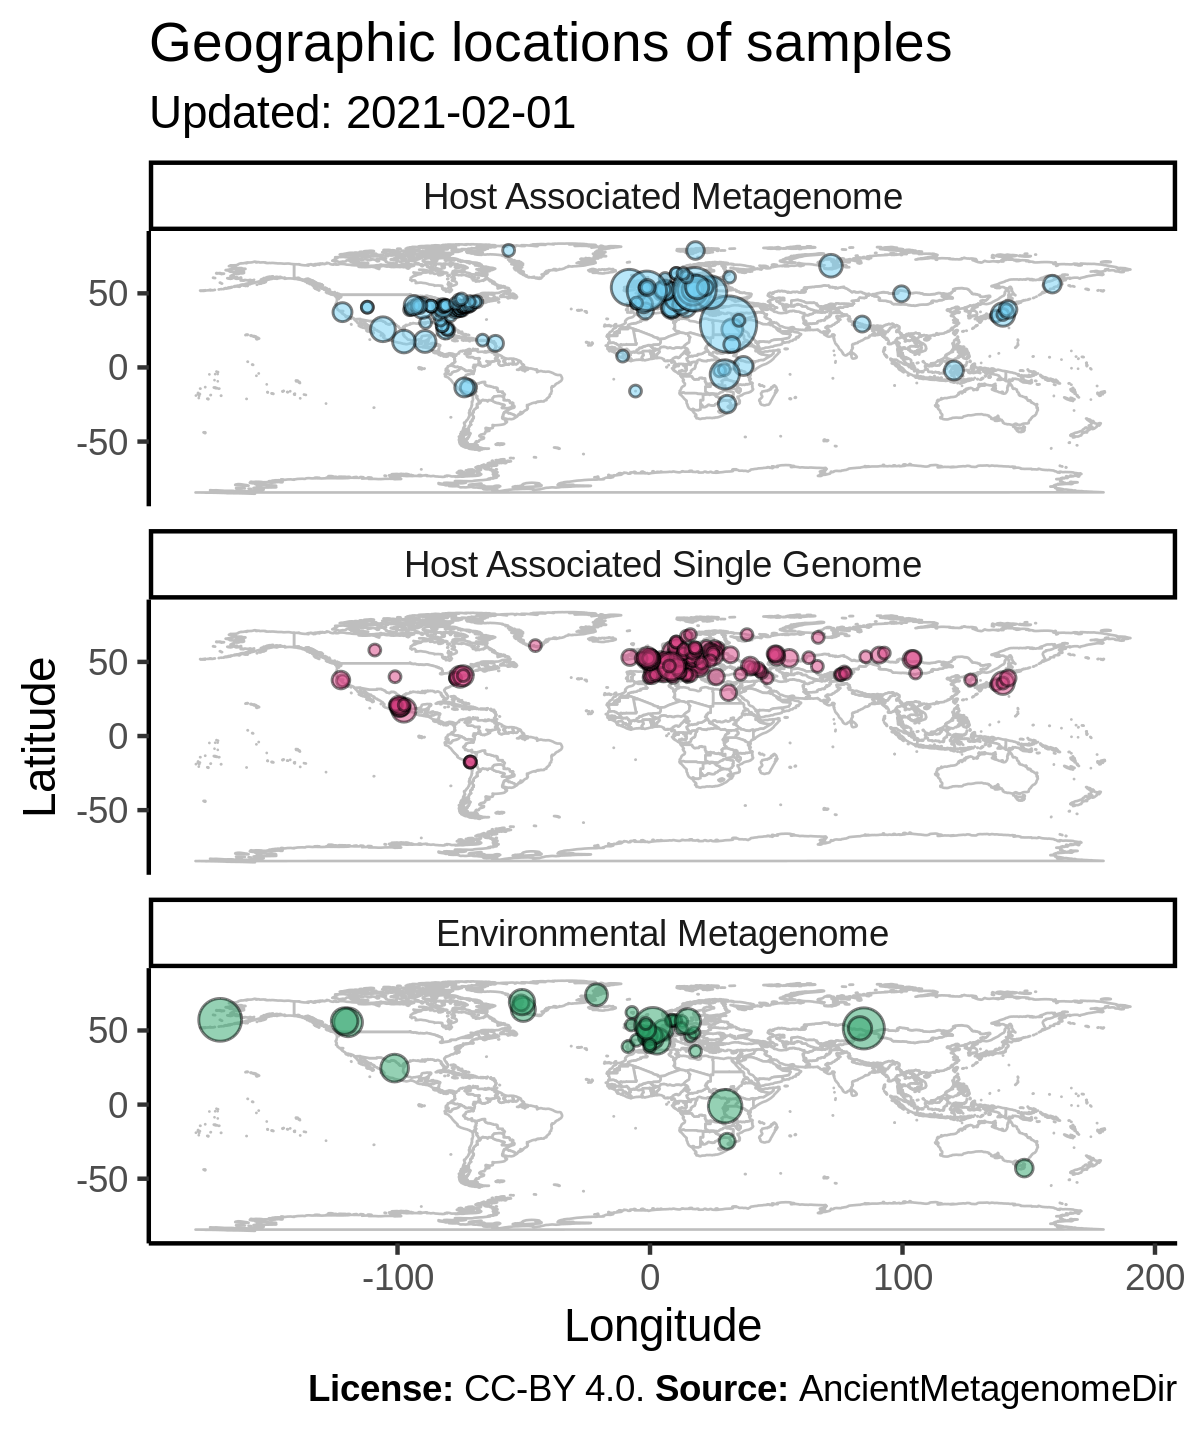 Geographic locations of samples
Updated: 2021-02-01
Host Associated Metagenome
50
0
-50
Host Associated Single Genome
50
0
-50
Latitude
Environmental Metagenome
50
0
-50
-100 0 100 200
Longitude
License: CC-BY 4.0. Source: AncientMetagenomeDir